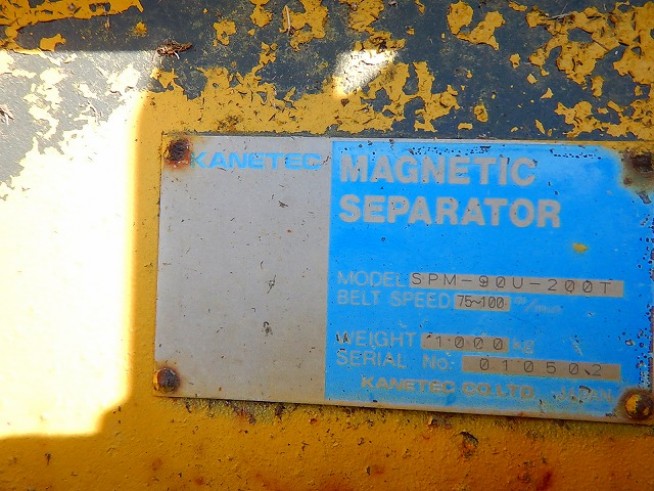 KANETEC
MAGNETIC
SEPARATOR
MODEL SPM-90U-200T
BELT SPEED 75~100 m/min
WEIGHT 1000 kg
SERIAL No. 010502
KANETEC CO.LTD. JAPAN